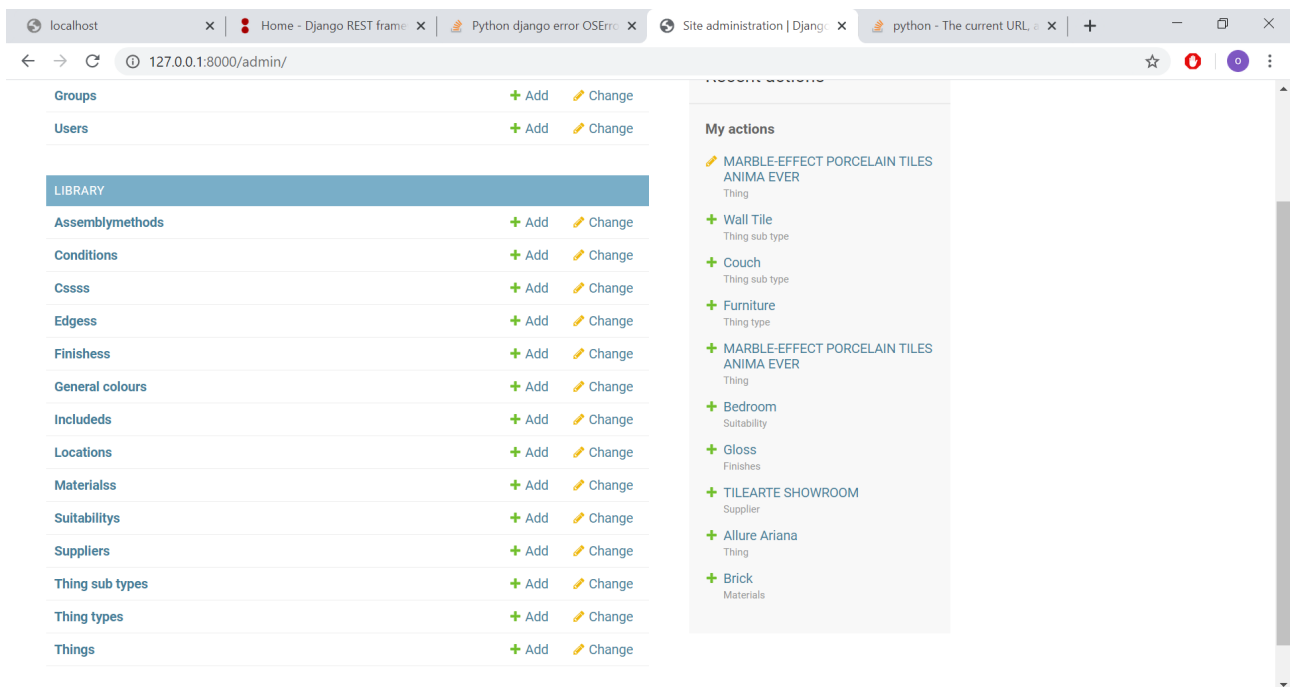 localhost
Home - Django REST frame
Python django error OSErro
Site administration | Djang
python - The current URL, a
127.0.0.1:8000/admin/
O
Groups Add Change
Users Add Change
LIBRARY
Assemblymethods Add Change
Conditions Add Change
Cssss Add Change
Edgess Add Change
Finishess Add Change
General colours Add Change
Includeds Add Change
Locations Add Change
Materialss Add Change
Suitabilitys Add Change
Suppliers Add Change
Thing sub types Add Change
Thing types Add Change
Things Add Change
Recent actions
My actions
MARBLE-EFFECT PORCELAIN TILES
ANIMA EVER
Thing
Wall Tile
Thing sub type
Couch
Thing sub type
Furniture
Thing type
MARBLE-EFFECT PORCELAIN TILES
ANIMA EVER
Thing
Bedroom
Suitability
Gloss
Finishes
TILEARTE SHOWROOM
Supplier
Allure Ariana
Thing
Brick
Materials